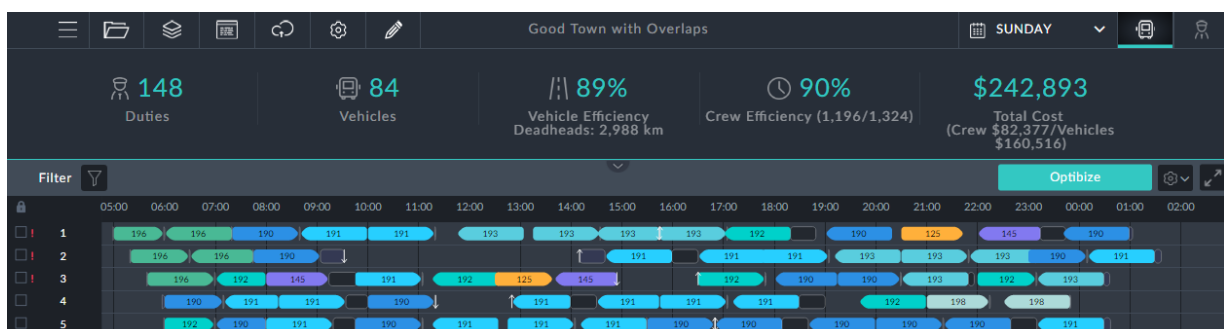 Good Town with Overlaps
SUNDAY
148
Duties
84
Vehicles
89%
Vehicle Efficiency
Deadheads: 2,988 km
90%
Crew Efficiency (1,196/1,324)
$242,893
Total Cost
(Crew $82,377/Vehicles
$160,516)
Filter
Optibize
05:00 06:00 07:00 08:00 09:00 10:00 11:00 12:00 13:00 14:00 15:00 16:00 17:00 18:00 19:00 20:00 21:00 22:00 23:00 00:00 01:00 02:00
! 1 196 196 190 191 191 193 193 193 193 192 190 125 145 190
! 2 196 196 190 191 191 191 193 193 193 190 191
! 3 196 192 145 191 192 125 145 192 190 190 193 192 193
4 190 191 191 190 191 191 191 191 192 198 198
5 192 190 191 190 191 191 191 190 190 190 190 190 191